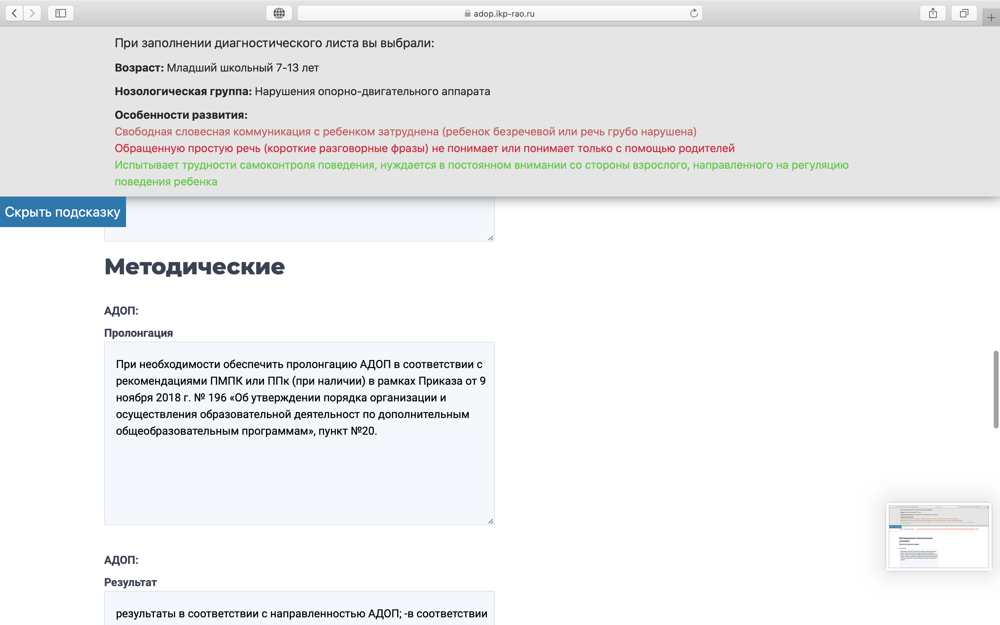 adop.ikp-rao.ru
При заполнении диагностического листа вы выбрали:
Возраст: Младший школьный 7-13 лет
Нозологическая группа: Нарушения опорно-двигательного аппарата
Особенности развития:
Свободная словесная коммуникация с ребенком затруднена (ребенок безречевой или речь грубо нарушена)
Обращенную простую речь (короткие разговорные фразы) не понимает или понимает только с помощью родителей
Испытывает трудности самоконтроля поведения, нуждается в постоянном внимании со стороны взрослого, направленного на регуляцию
поведения ребенка
Скрыть подсказку
Методические
АДОП:
Пролонгация
При необходимости обеспечить пролонгацию АДОП в соответствии с
рекомендациями ПМПК или ППк (при наличии) в рамках Приказа от 9
ноября 2018 г. № 196 «Об утверждении порядка организации и
осуществления образовательной деятельност по дополнительным
общеобразовательным программам», пункт №20.
АДОП:
Результат
результаты в соответствии с направленностью АДОП; -в соответствии
Материально-технические
условия
Архитектурная среда